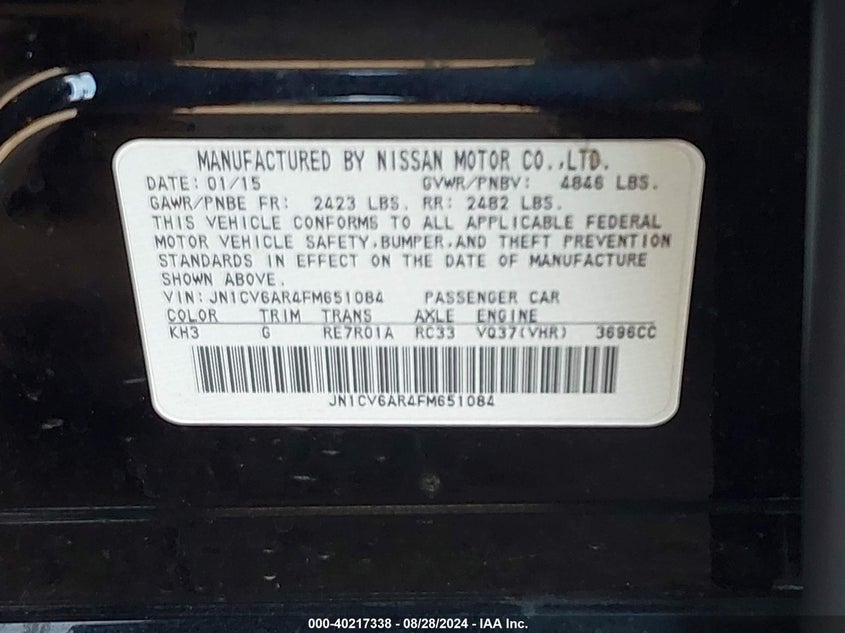 MANUFACTURED BY NISSAN MOTOR CO.,LTD.
DATE: 01/15 GVWR/PNBV: 4846 LBS.
GAWR/PNBE FR: 2423 LBS. RR: 2482 LBS.
THIS VEHICLE CONFORMS TO ALL APPLICABLE FEDERAL
MOTOR VEHICLE SAFETY,BUMPER,AND THEFT PREVENTION
STANDARDS IN EFFECT ON THE DATE OF MANUFACTURE
SHOWN ABOVE.
VIN: JN1CV6AR4FM651084 PASSENGER CAR
COLOR TRIM TRANS AXLE ENGINE
KH3 G RE7R01A RC33 VQ37(VHR) 3696CC
JN1CV6AR4FM651084
000-40217338 - 08/28/2024 - IAA Inc.